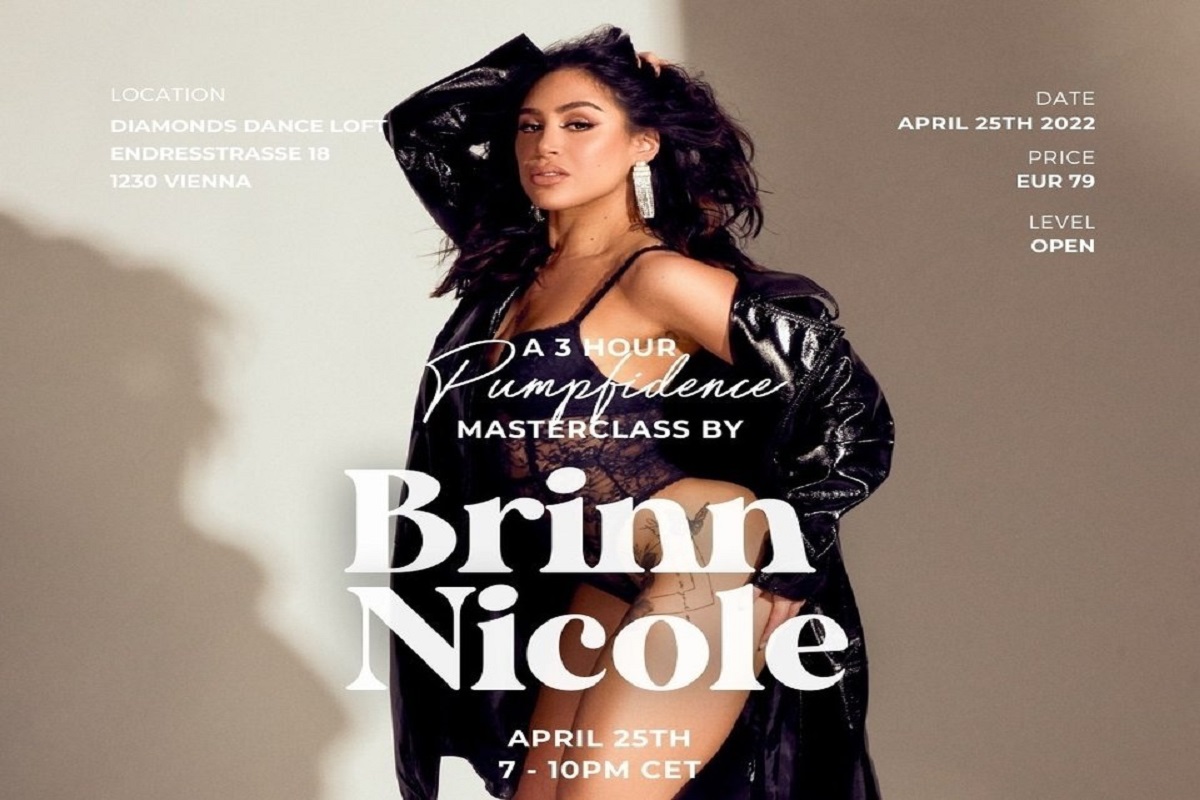 LOCATION
DIAMONDS DANCE LOFT
ENDRESSTRASSE 18
1230 VIENNA
DATE
APRIL 25TH 2022
PRICE
EUR 79
LEVEL
OPEN
A 3 HOUR
Pumpfidence
MASTERCLASS BY
Brinn
Nicole
APRIL 25TH
7 - 10PM CET